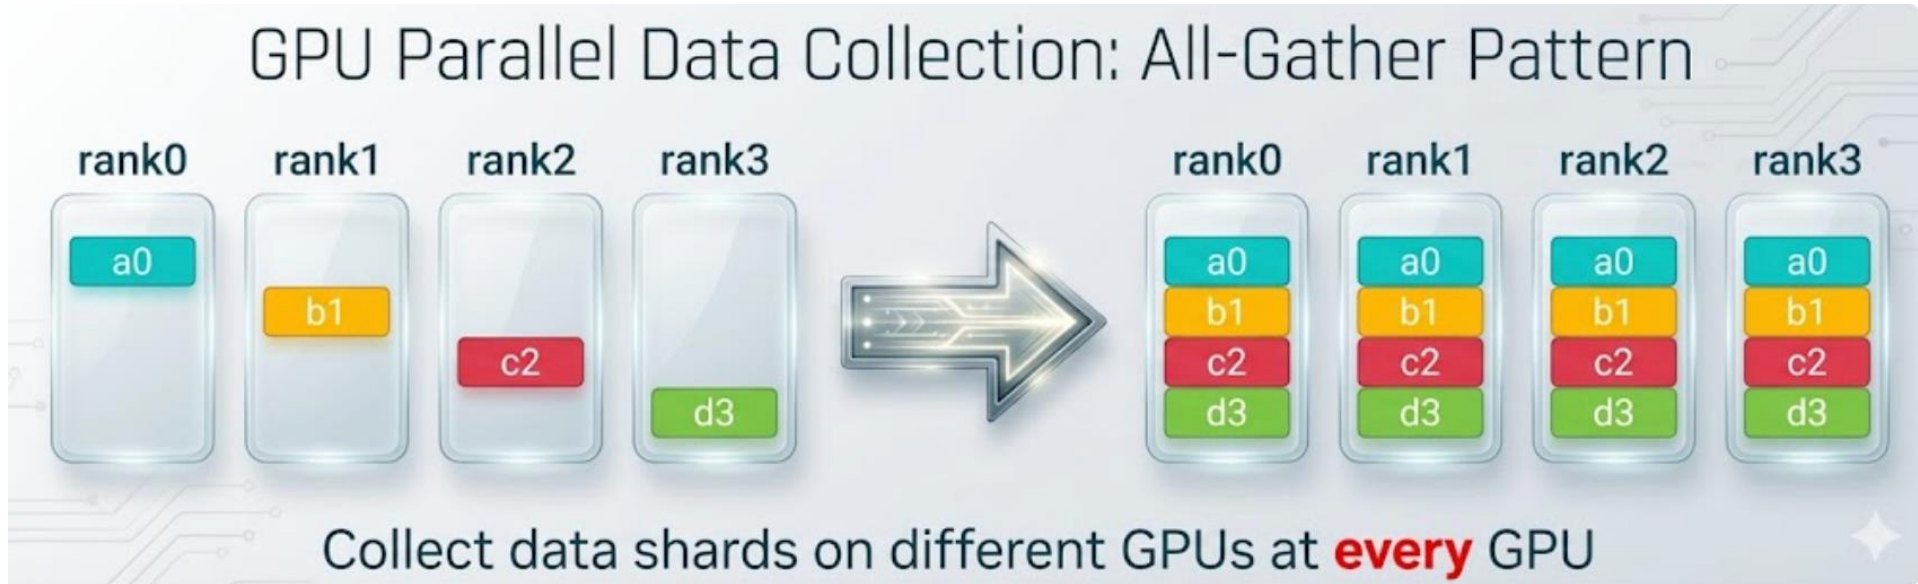 GPU Parallel Data Collection: All-Gather Pattern
rank0 rank1 rank2 rank3 rank0 rank1 rank2 rank3
a0 a0 a0 a0 a0
b1 b1 b1 b1 b1
c2 c2 c2 c2 c2
d3 d3 d3 d3 d3
Collect data shards on different GPUs at every GPU